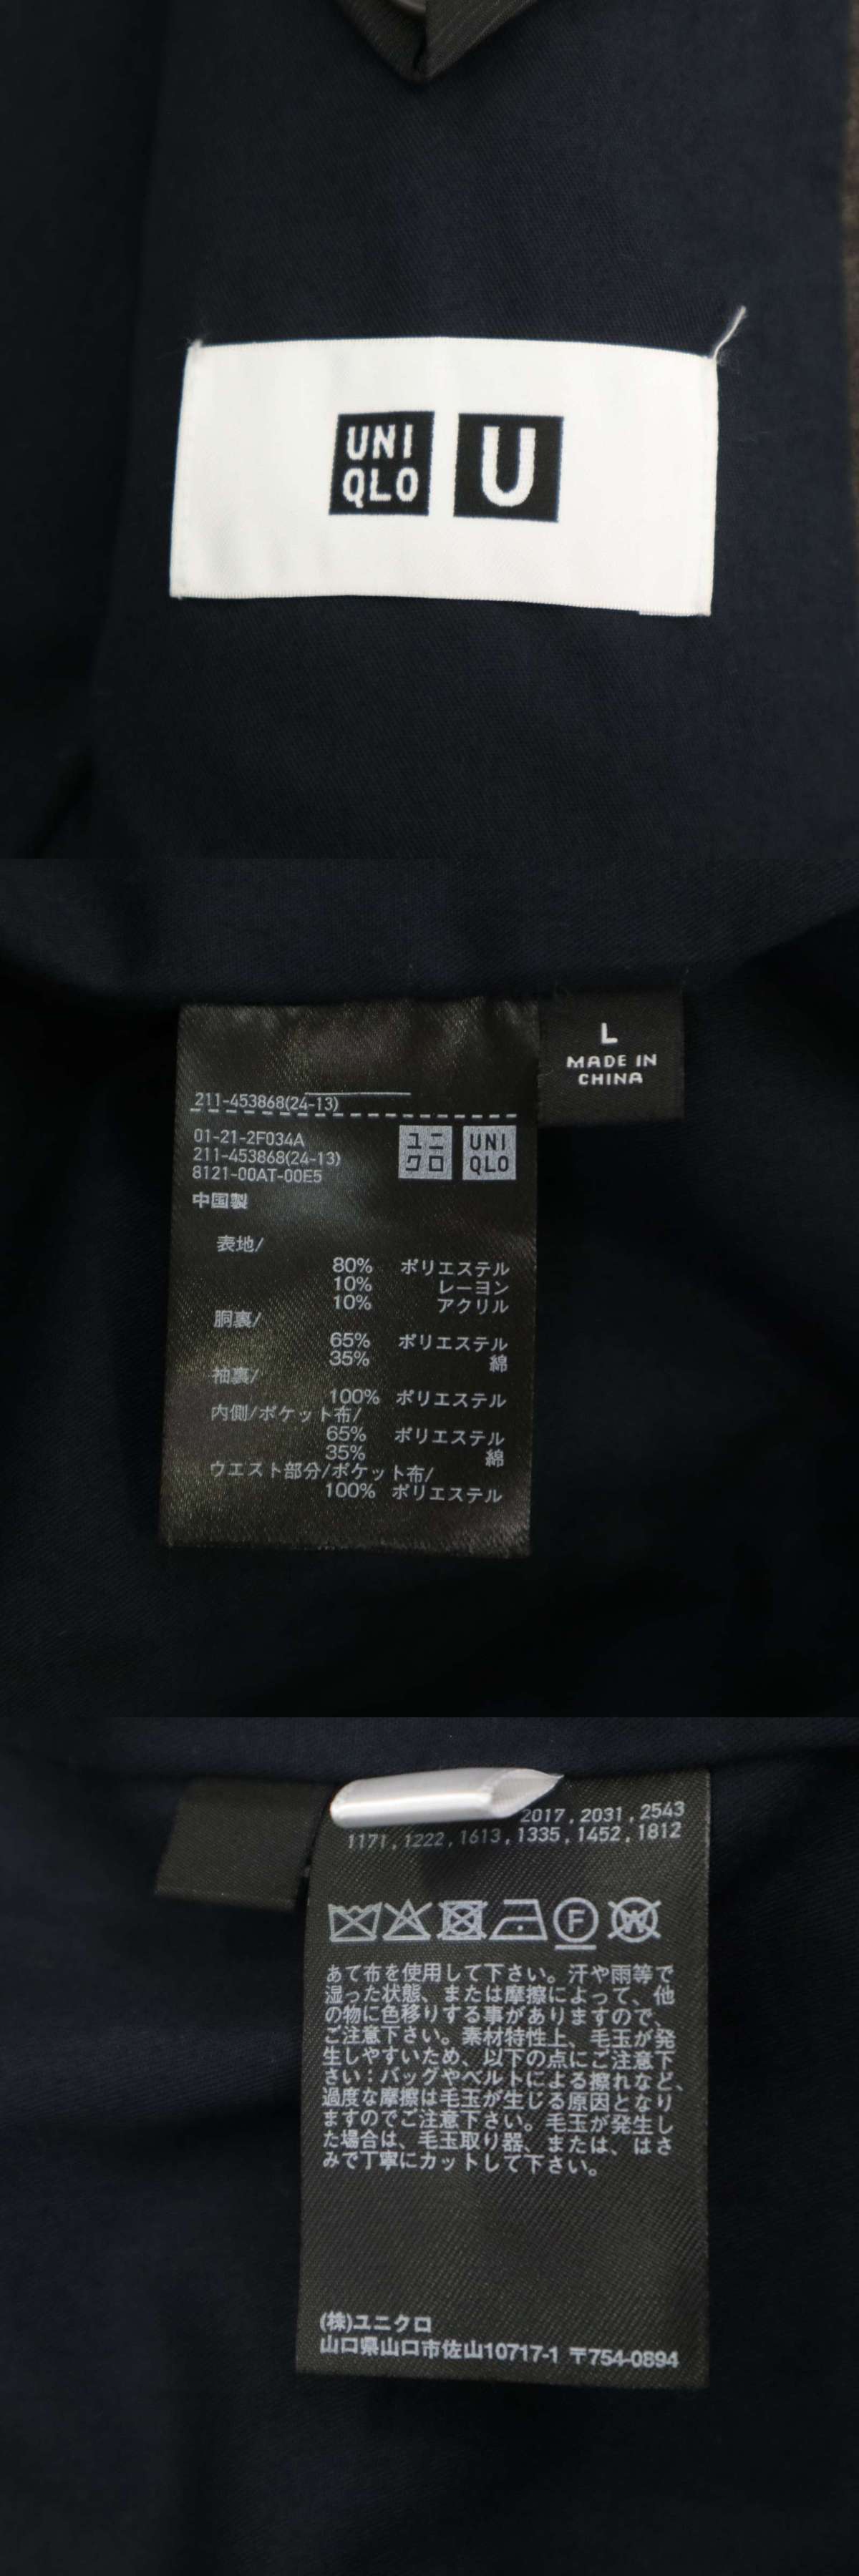 UNI
QLO
U
L
MADE IN
CHINA
211-453868(24-13)
01-21-2F034A
211-453868(24-13)
8121-00AT-00E5
ユニ
クロ
UNI
QLO
中国製
表地/
80% ポリエステル
10% レーヨン
10% アクリル
胴裏/
65% ポリエステル
35% 綿
袖裏/
100% ポリエステル
内側/ポケット布/
65% ポリエステル
35% 綿
ウエスト部分/ポケット布/
100% ポリエステル
2017,2031,2543
1171,1222,1613,1335,1452,1812
F
W
あて布を使用して下さい。汗や雨等で
湿った状態、または摩擦によって、他
の物に色移りする事がありますので、
ご注意下さい。素材特性上、毛玉が発
生しやすいため、以下の点にご注意下
さい:バッグやベルトによる擦れなど、
過度な摩擦は毛玉が生じる原因となり
ますのでご注意下さい。毛玉が発生し
た場合は、毛玉取り器、または、はさ
みで丁寧にカットして下さい。
(株)ユニクロ
山口県山口市佐山10717-1 〒754-0894